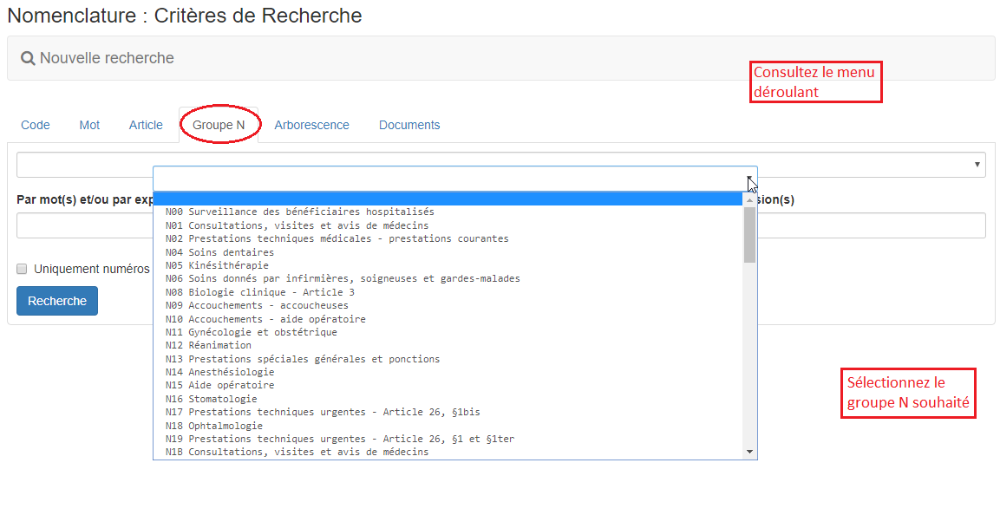 Nomenclature : Critères de Recherche
Nouvelle recherche
Consultez le menu
déroulant
Code Mot Article Groupe N Arborescence Documents
Par mot(s) et/ou par exp
sion(s)
N00 Surveillance des bénéficiaires hospitalisés
N01 Consultations, visites et avis de médecins
N02 Prestations techniques médicales - prestations courantes
N04 Soins dentaires
N05 Kinésithérapie
N06 Soins donnés par infirmières, soigneuses et gardes-malades
N08 Biologie clinique - Article 3
N09 Accouchements - accoucheuses
N10 Accouchements - aide opératoire
N11 Gynécologie et obstétrique
N12 Réanimation
N13 Prestations spéciales générales et ponctions
N14 Anesthésiologie
N15 Aide opératoire
N16 Stomatologie
N17 Prestations techniques urgentes - Article 26, §1bis
N18 Ophtalmologie
N19 Prestations techniques urgentes - Article 26, §1 et §1ter
N1B Consultations, visites et avis de médecins
Uniquement numéros
Recherche
Sélectionnez le
groupe N souhaité